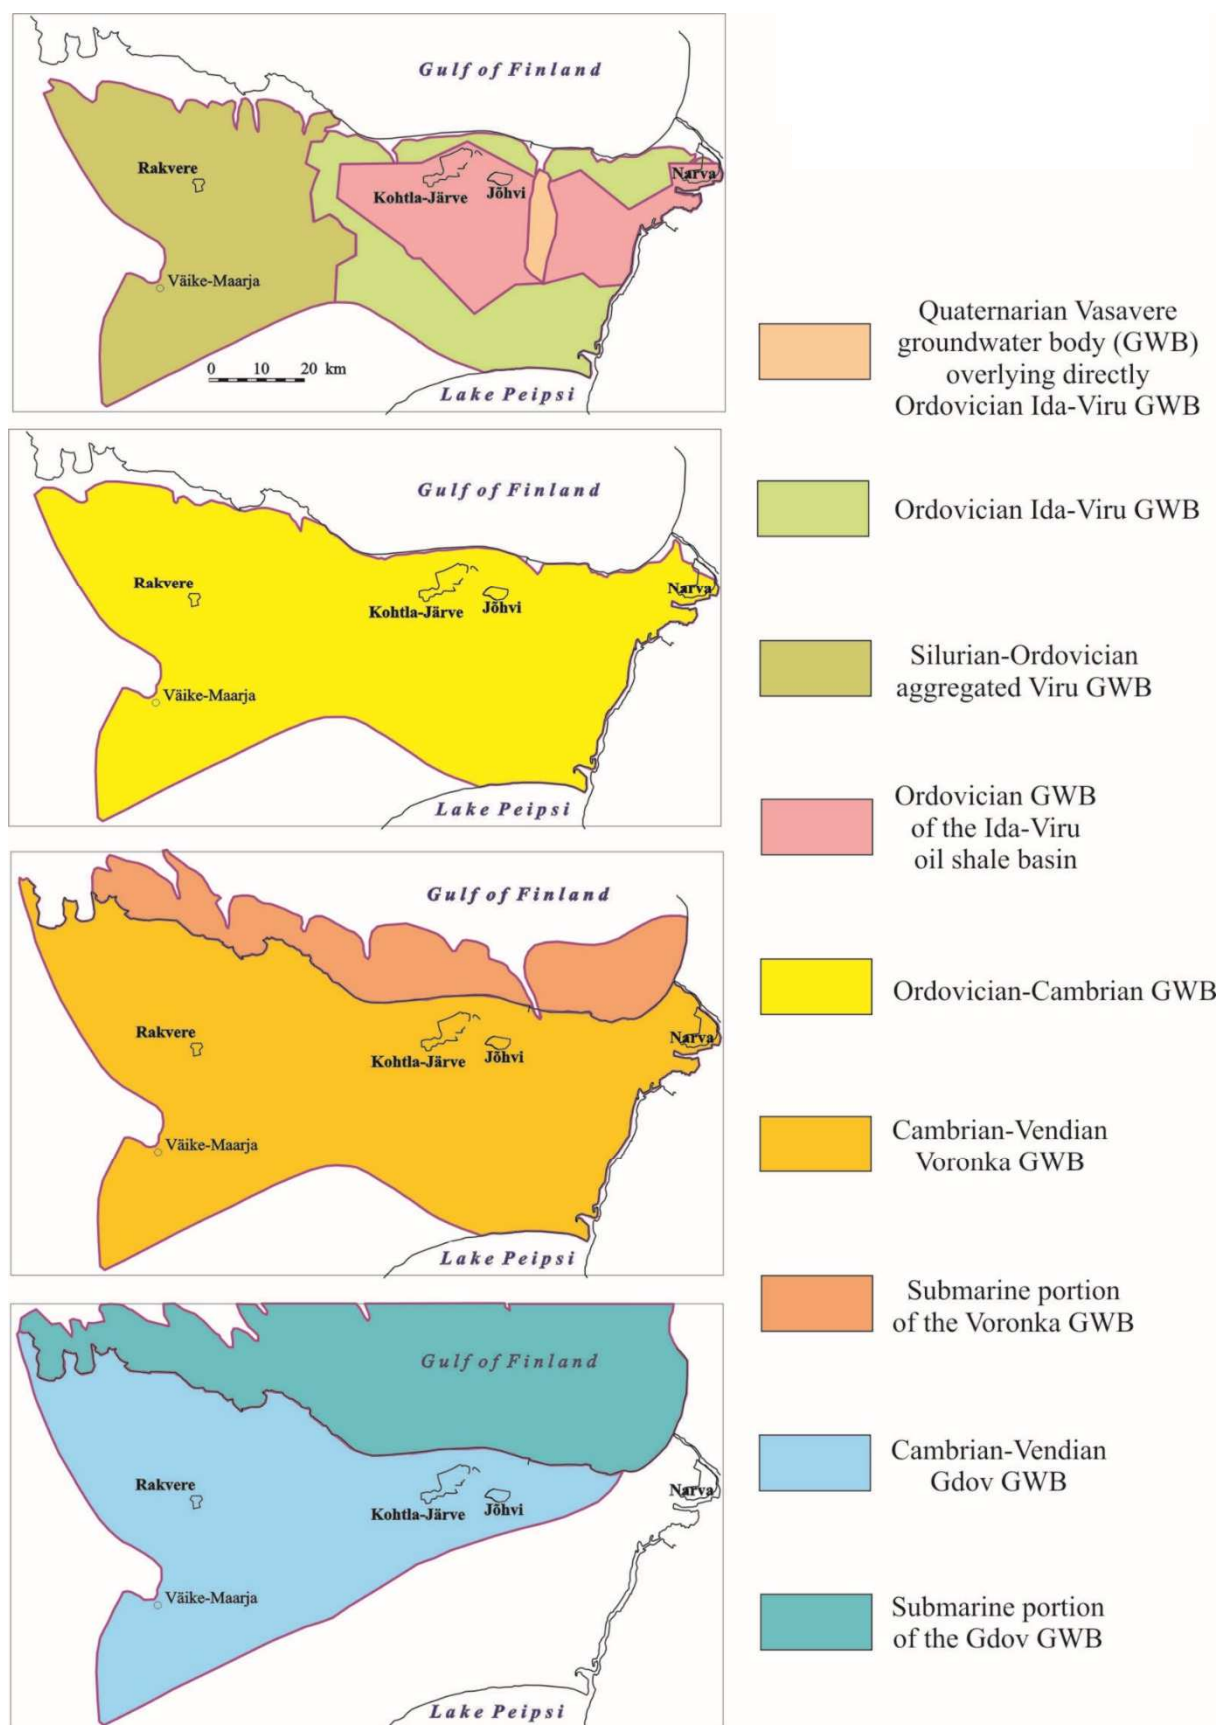 Gulf of Finland
Rakvere
Kohtla-Järve
Jõhvi
Narva
Väike-Maarja
0 10 20 km
Lake Peipsi
Gulf of Finland
Rakvere
Kohtla-Järve
Jõhvi
Narva
Väike-Maarja
Lake Peipsi
Gulf of Finland
Rakvere
Kohtla-Järve
Jõhvi
Narva
Väike-Maarja
Lake Peipsi
Gulf of Finland
Rakvere
Kohtla-Järve
Jõhvi
Narva
Väike-Maarja
Lake Peipsi
Quaternarian Vasavere
groundwater body (GWB)
overlying directly
Ordovician Ida-Viru GWB
Ordovician Ida-Viru GWB
Silurian-Ordovician
aggregated Viru GWB
Ordovician GWB
of the Ida-Viru
oil shale basin
Ordovician-Cambrian GWB
Cambrian-Vendian
Voronka GWB
Submarine portion
of the Voronka GWB
Cambrian-Vendian
Gdov GWB
Submarine portion
of the Gdov GWB